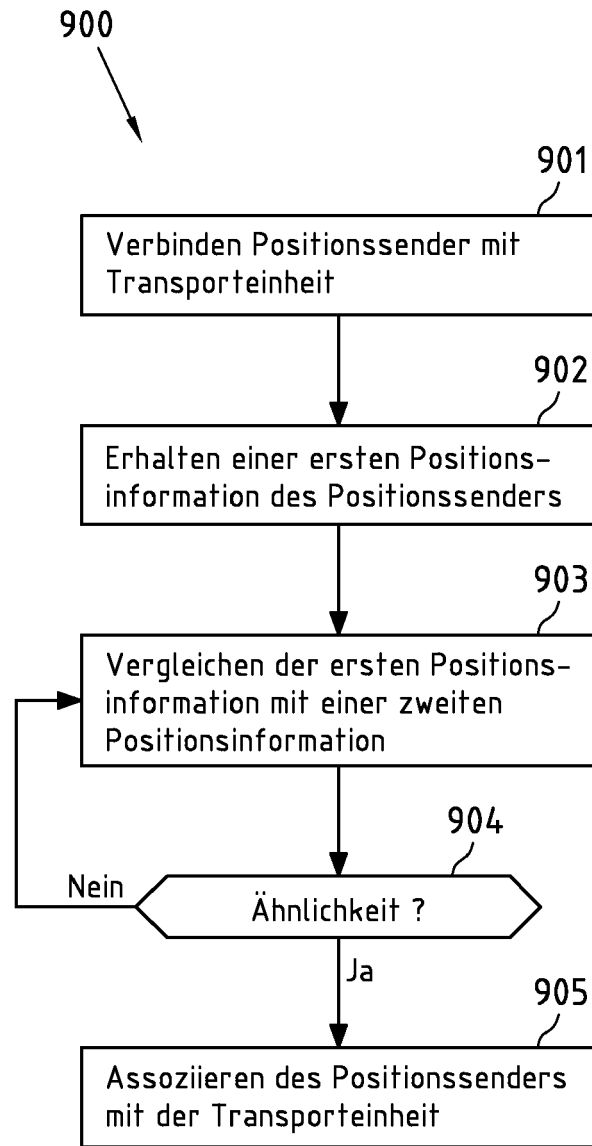 900
901
Verbinden Positionssender mit
Transporteinheit
902
Erhalten einer ersten Positions-
information des Positionssenders
903
Vergleichen der ersten Positions-
information mit einer zweiten
Positionsinformation
904
Nein
Ähnlichkeit ?
Ja
905
Assoziieren des Positionssenders
mit der Transporteinheit